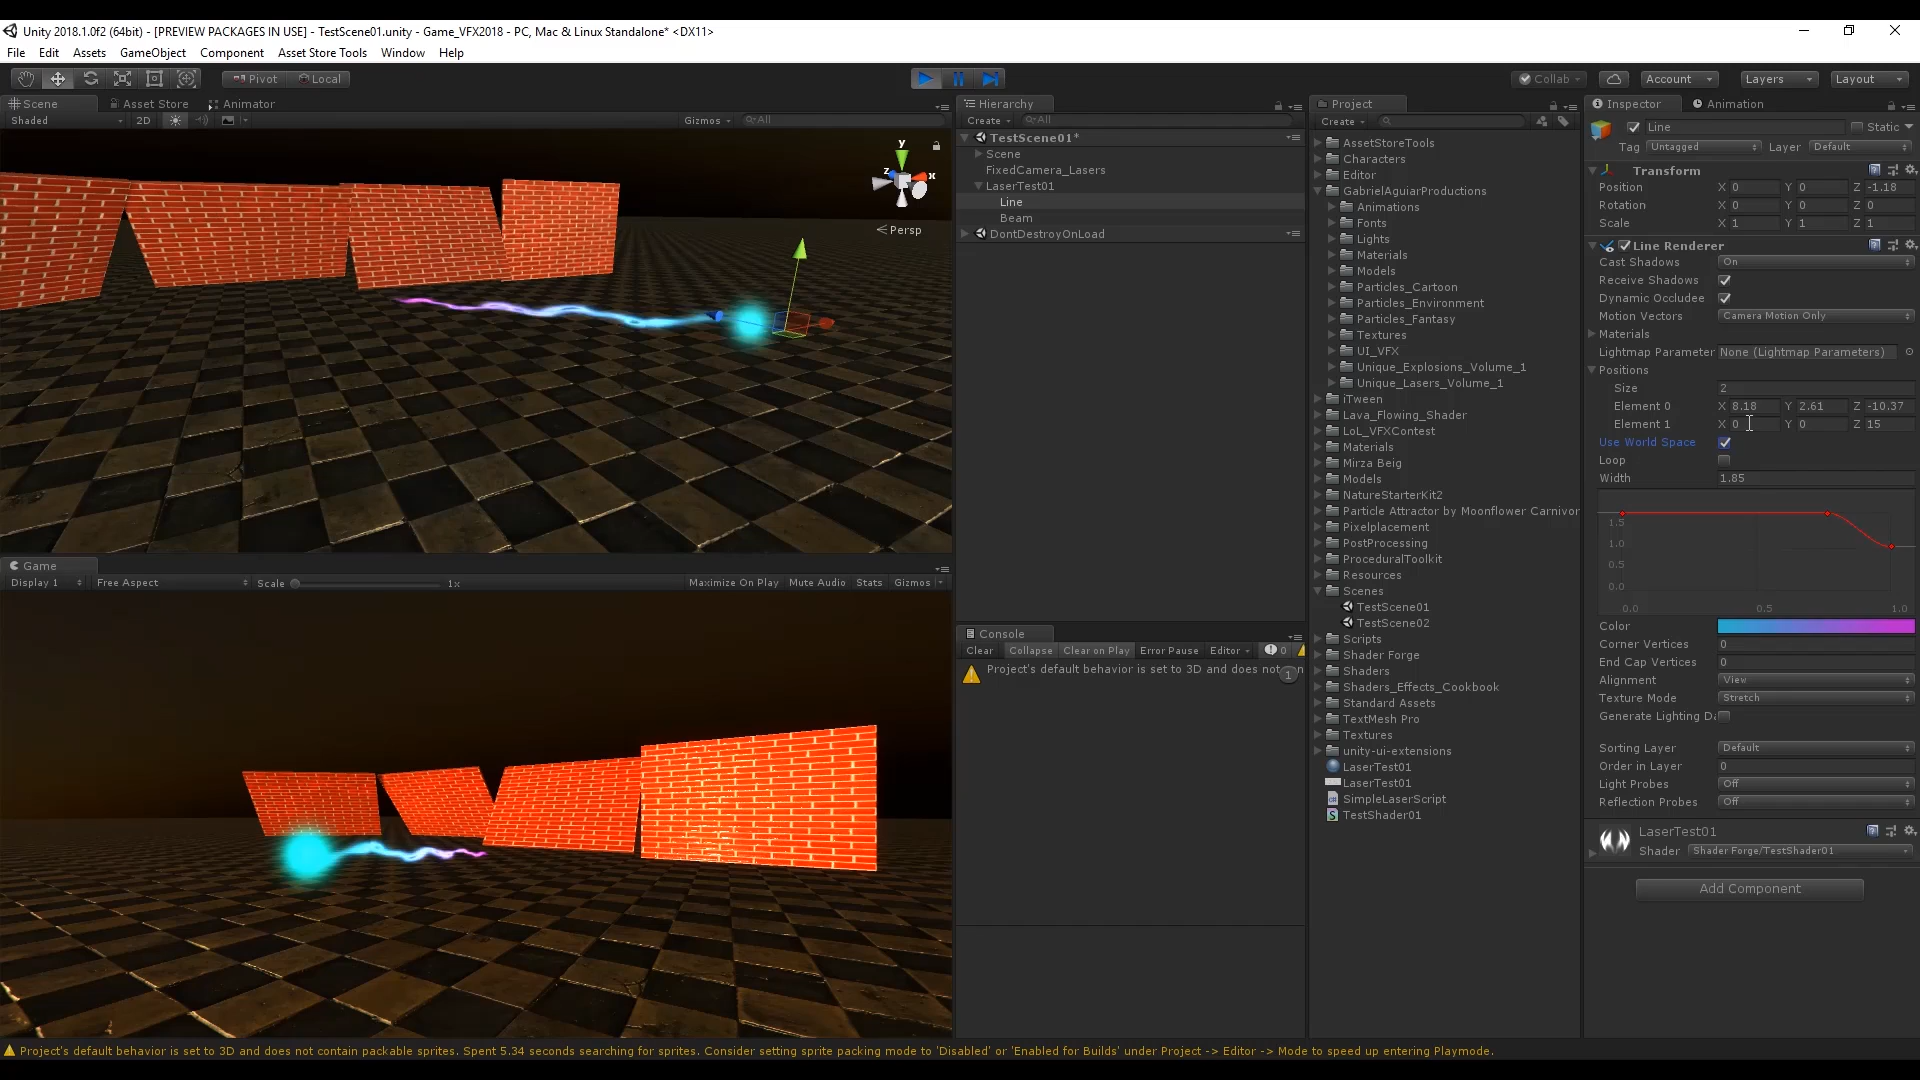 Unity 2018.1.0f2 (64bit) - [PREVIEW PACKAGES IN USE] - TestScene01.unity - Game_VFX2018 - PC, Mac & Linux Standalone* <DX11>
File Edit Assets GameObject Component Asset Store Tools Window Help
Pivot Local Collab Account Layers Layout
Scene Asset Store Animator
Shaded 2D Gizmos All
y
z x
Persp
Game
Display 1 Free Aspect Scale 1x Maximize On Play Mute Audio Stats Gizmos
Hierarchy
Create All
TestScene01*
Scene
FixedCamera_Lasers
LaserTest01
Line
Beam
DontDestroyOnLoad
Console
Clear Collapse Clear on Play Error Pause Editor 0
Project's default behavior is set to 3D and does not
1
Project
Create
AssetStoreTools
Characters
Editor
GabrielAguiarProductions
Animations
Fonts
Lights
Materials
Models
Particles_Cartoon
Particles_Environment
Particles_Fantasy
Textures
UI_VFX
Unique_Explosions_Volume_1
Unique_Lasers_Volume_1
iTween
Lava_Flowing_Shader
LoL_VFXContest
Materials
Mirza Beig
Models
NatureStarterKit2
Particle Attractor by Moonflower Carnivor
Pixelplacement
PostProcessing
ProceduralToolkit
Resources
Scenes
TestScene01
TestScene02
Scripts
Shader Forge
Shaders
Shaders_Effects_Cookbook
Standard Assets
TextMesh Pro
Textures
unity-ui-extensions
LaserTest01
LaserTest01
SimpleLaserScript
TestShader01
Inspector Animation
Line Static
Tag Untagged Layer Default
Transform
Position X 0 Y 0 Z -1.18
Rotation X 0 Y 0 Z 0
Scale X 1 Y 1 Z 1
Line Renderer
Cast Shadows On
Receive Shadows
Dynamic Occludee
Motion Vectors Camera Motion Only
Materials
Lightmap Parameter None (Lightmap Parameters)
Positions
Size 2
Element 0 X 8.18 Y 2.61 Z -10.37
Element 1 X 0 Y 0 Z 15
Use World Space
Loop
Width 1.85
1.5
1.0
0.5
0.0
0.0 0.5 1.0
Color
Corner Vertices 0
End Cap Vertices 0
Alignment View
Texture Mode Stretch
Generate Lighting Da
Sorting Layer Default
Order in Layer 0
Light Probes Off
Reflection Probes Off
LaserTest01
Shader Shader Forge/TestShader01
Add Component
Project's default behavior is set to 3D and does not contain packable sprites. Spent 5.34 seconds searching for sprites. Consider setting sprite packing mode to 'Disabled' or 'Enabled for Builds' under Project -> Editor -> Mode to speed up entering Playmode.